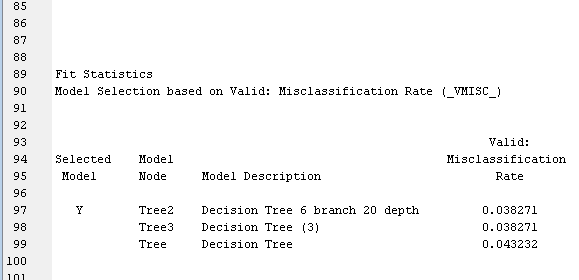 85
86
87
88
89 Fit Statistics
90 Model Selection based on Valid: Misclassification Rate (_VMISC_)
91
92
93 Valid:
94 Selected Model Misclassification
95 Model Node Model Description Rate
96
97 Y Tree2 Decision Tree 6 branch 20 depth 0.038271
98 Tree3 Decision Tree (3) 0.038271
99 Tree Decision Tree 0.043232
100
101